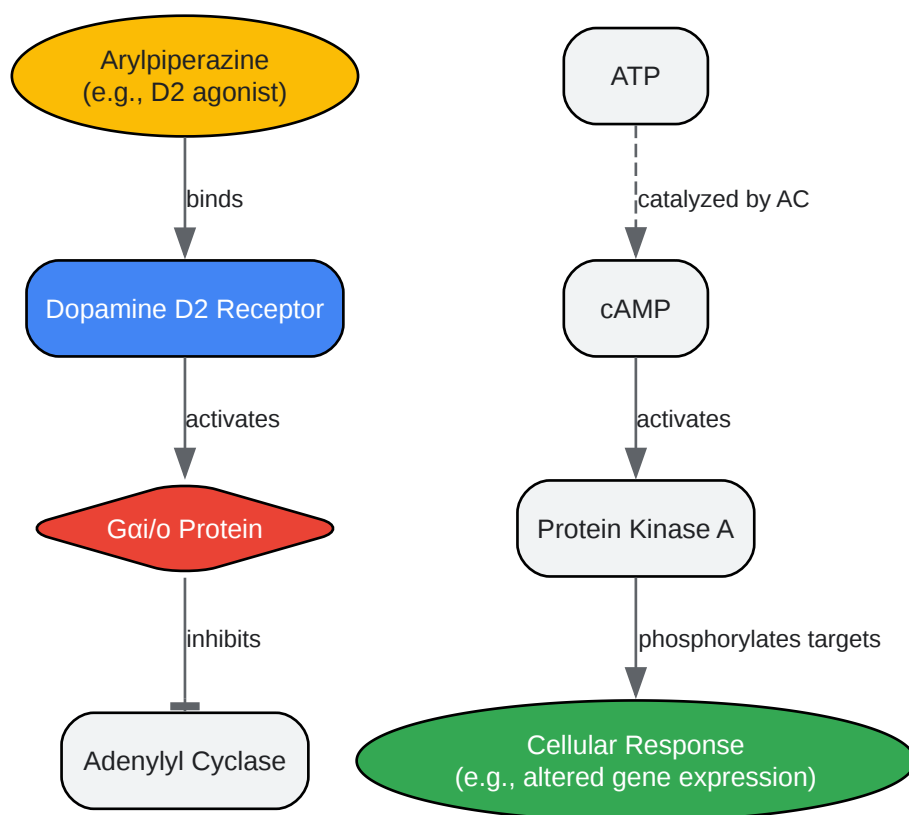 Arylpiperazine
(e.g., D2 agonist)
binds
Dopamine D2 Receptor
activates
Gαi/o Protein
inhibits
Adenylyl Cyclase
ATP
catalyzed by AC
cAMP
activates
Protein Kinase A
phosphorylates targets
Cellular Response
(e.g., altered gene expression)